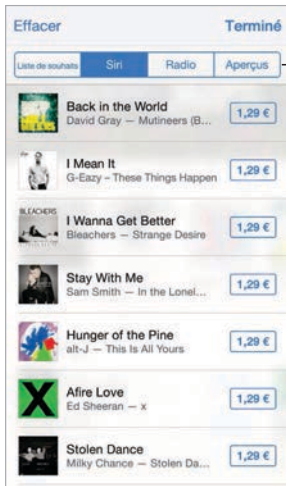 Effacer Terminé
Liste de souhaits Siri Radio Aperçus
Back in the World
David Gray — Mutineers (B... 1,29 €
I Mean It
G-Eazy – These Things Happen 1,29 €
BLEACHERS
I Wanna Get Better
Bleachers — Strange Desire 1,29 €
Stay With Me
Sam Smith — In the Lonel... 1,29 €
Hunger of the Pine
alt-J — This Is All Yours 1,29 €
Afire Love
Ed Sheeran — x 1,29 €
Stolen Dance
Milky Chance — Stolen Da... 1,29 €